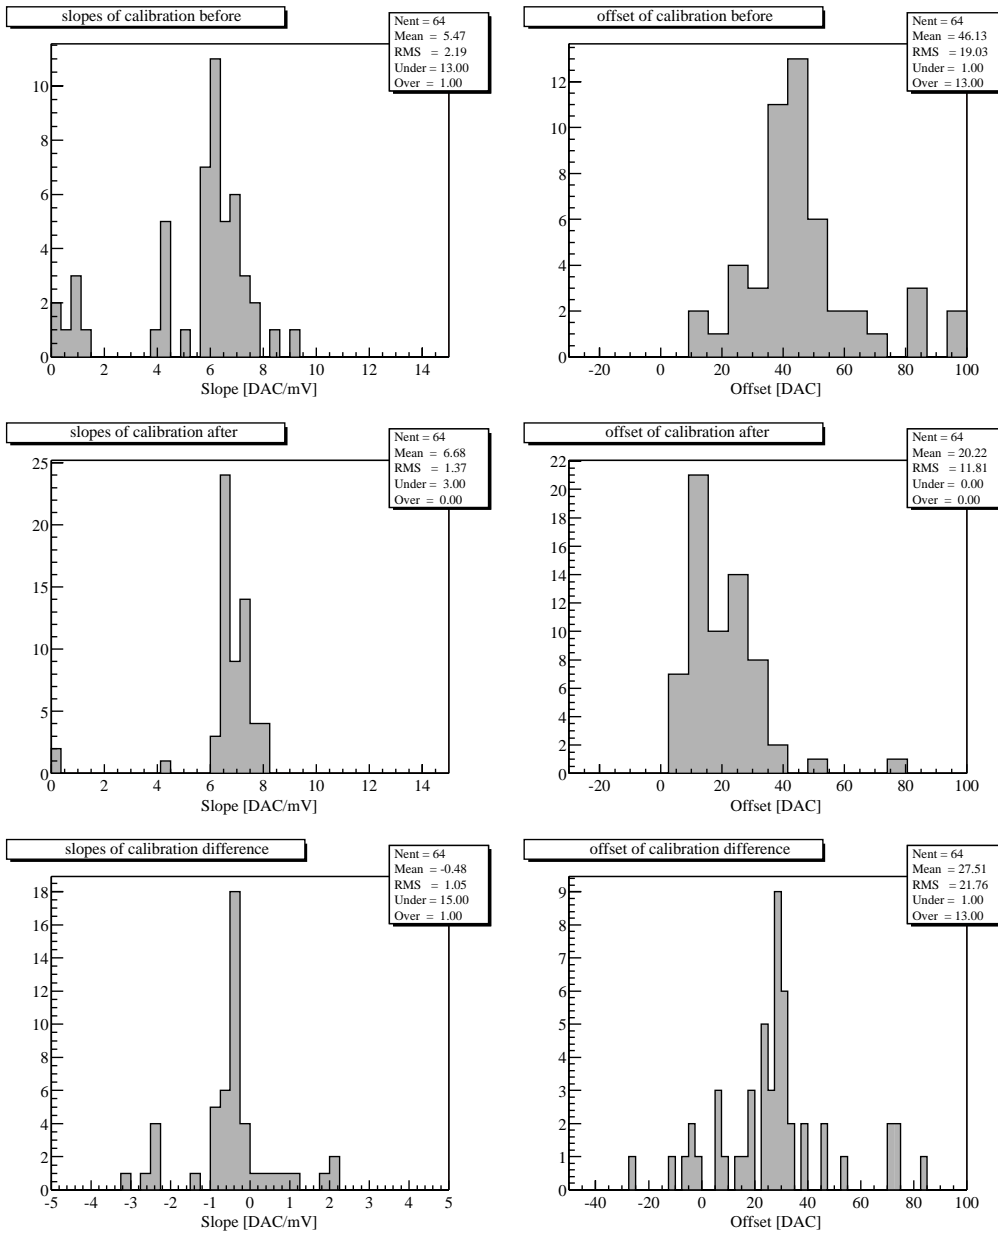 slopes of calibration before
Nent = 64
Mean = 5.47
RMS = 2.19
Under = 13.00
Over = 1.00
10
8
6
4
2
0
0 2 4 6 8 10 12 14
Slope [DAC/mV]
offset of calibration before
Nent = 64
Mean = 46.13
RMS = 19.03
Under = 1.00
Over = 13.00
12
10
8
6
4
2
0
-20 0 20 40 60 80 100
Offset [DAC]
slopes of calibration after
Nent = 64
Mean = 6.68
RMS = 1.37
Under = 3.00
Over = 0.00
25
20
15
10
5
0
0 2 4 6 8 10 12 14
Slope [DAC/mV]
offset of calibration after
Nent = 64
Mean = 20.22
RMS = 11.81
Under = 0.00
Over = 0.00
22
20
18
16
14
12
10
8
6
4
2
0
-20 0 20 40 60 80 100
Offset [DAC]
slopes of calibration difference
Nent = 64
Mean = -0.48
RMS = 1.05
Under = 15.00
Over = 1.00
18
16
14
12
10
8
6
4
2
0
-5 -4 -3 -2 -1 0 1 2 3 4 5
Slope [DAC/mV]
offset of calibration difference
Nent = 64
Mean = 27.51
RMS = 21.76
Under = 1.00
Over = 13.00
9
8
7
6
5
4
3
2
1
0
-40 -20 0 20 40 60 80 100
Offset [DAC]